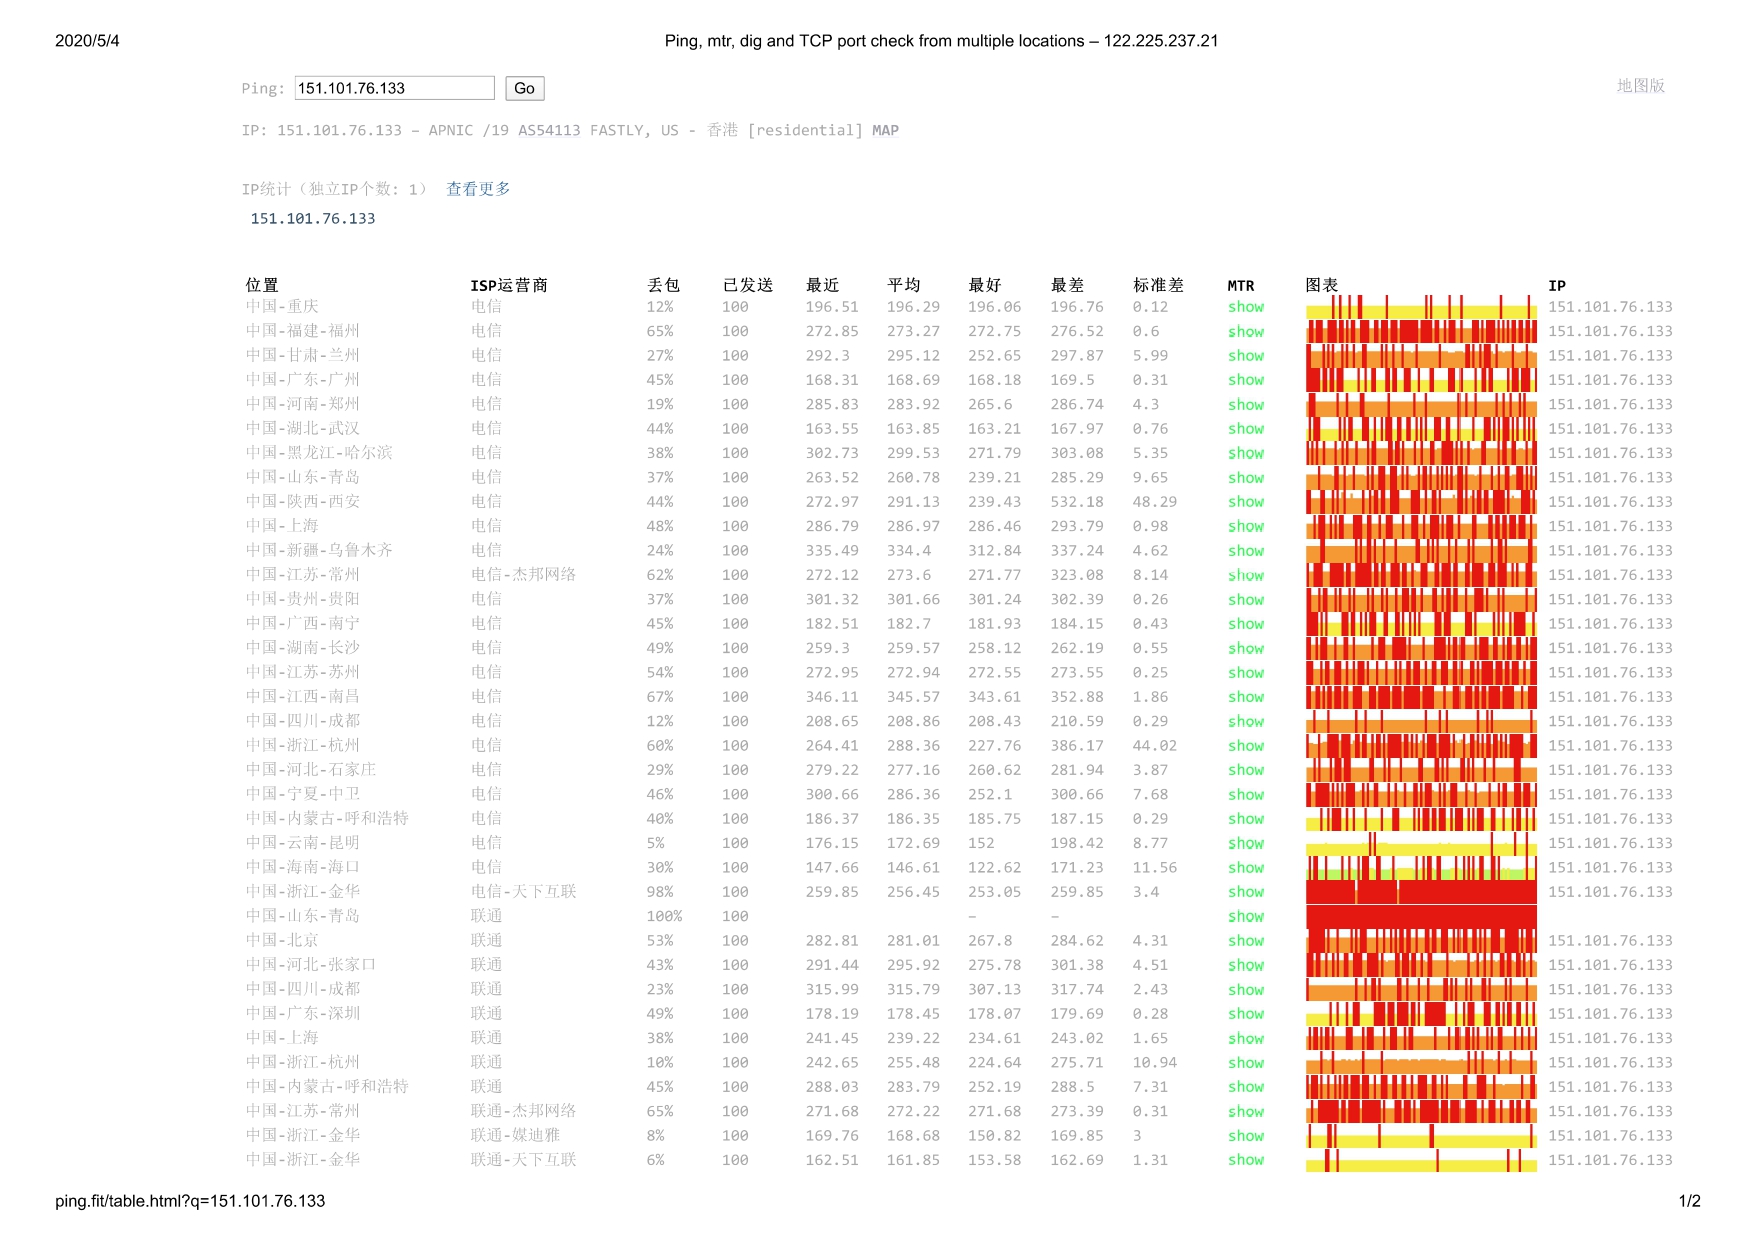 2020/5/4 Ping, mtr, dig and TCP port check from multiple locations – 122.225.237.21
Ping: 151.101.76.133 Go 地图版
IP: 151.101.76.133 – APNIC /19 AS54113 FASTLY, US - 香港 [residential] MAP
IP统计（独立IP个数: 1） 查看更多
151.101.76.133
位置 ISP运营商 丢包 已发送 最近 平均 最好 最差 标准差 MTR 图表 IP
中国-重庆 电信 12% 100 196.51 196.29 196.06 196.76 0.12 show 151.101.76.133
中国-福建-福州 电信 65% 100 272.85 273.27 272.75 276.52 0.6 show 151.101.76.133
中国-甘肃-兰州 电信 27% 100 292.3 295.12 252.65 297.87 5.99 show 151.101.76.133
中国-广东-广州 电信 45% 100 168.31 168.69 168.18 169.5 0.31 show 151.101.76.133
中国-河南-郑州 电信 19% 100 285.83 283.92 265.6 286.74 4.3 show 151.101.76.133
中国-湖北-武汉 电信 44% 100 163.55 163.85 163.21 167.97 0.76 show 151.101.76.133
中国-黑龙江-哈尔滨 电信 38% 100 302.73 299.53 271.79 303.08 5.35 show 151.101.76.133
中国-山东-青岛 电信 37% 100 263.52 260.78 239.21 285.29 9.65 show 151.101.76.133
中国-陕西-西安 电信 44% 100 272.97 291.13 239.43 532.18 48.29 show 151.101.76.133
中国-上海 电信 48% 100 286.79 286.97 286.46 293.79 0.98 show 151.101.76.133
中国-新疆-乌鲁木齐 电信 24% 100 335.49 334.4 312.84 337.24 4.62 show 151.101.76.133
中国-江苏-常州 电信-杰邦网络 62% 100 272.12 273.6 271.77 323.08 8.14 show 151.101.76.133
中国-贵州-贵阳 电信 37% 100 301.32 301.66 301.24 302.39 0.26 show 151.101.76.133
中国-广西-南宁 电信 45% 100 182.51 182.7 181.93 184.15 0.43 show 151.101.76.133
中国-湖南-长沙 电信 49% 100 259.3 259.57 258.12 262.19 0.55 show 151.101.76.133
中国-江苏-苏州 电信 54% 100 272.95 272.94 272.55 273.55 0.25 show 151.101.76.133
中国-江西-南昌 电信 67% 100 346.11 345.57 343.61 352.88 1.86 show 151.101.76.133
中国-四川-成都 电信 12% 100 208.65 208.86 208.43 210.59 0.29 show 151.101.76.133
中国-浙江-杭州 电信 60% 100 264.41 288.36 227.76 386.17 44.02 show 151.101.76.133
中国-河北-石家庄 电信 29% 100 279.22 277.16 260.62 281.94 3.87 show 151.101.76.133
中国-宁夏-中卫 电信 46% 100 300.66 286.36 252.1 300.66 7.68 show 151.101.76.133
中国-内蒙古-呼和浩特 电信 40% 100 186.37 186.35 185.75 187.15 0.29 show 151.101.76.133
中国-云南-昆明 电信 5% 100 176.15 172.69 152 198.42 8.77 show 151.101.76.133
中国-海南-海口 电信 30% 100 147.66 146.61 122.62 171.23 11.56 show 151.101.76.133
中国-浙江-金华 电信-天下互联 98% 100 259.85 256.45 253.05 259.85 3.4 show 151.101.76.133
中国-山东-青岛 联通 100% 100 – – show
中国-北京 联通 53% 100 282.81 281.01 267.8 284.62 4.31 show 151.101.76.133
中国-河北-张家口 联通 43% 100 291.44 295.92 275.78 301.38 4.51 show 151.101.76.133
中国-四川-成都 联通 23% 100 315.99 315.79 307.13 317.74 2.43 show 151.101.76.133
中国-广东-深圳 联通 49% 100 178.19 178.45 178.07 179.69 0.28 show 151.101.76.133
中国-上海 联通 38% 100 241.45 239.22 234.61 243.02 1.65 show 151.101.76.133
中国-浙江-杭州 联通 10% 100 242.65 255.48 224.64 275.71 10.94 show 151.101.76.133
中国-内蒙古-呼和浩特 联通 45% 100 288.03 283.79 252.19 288.5 7.31 show 151.101.76.133
中国-江苏-常州 联通-杰邦网络 65% 100 271.68 272.22 271.68 273.39 0.31 show 151.101.76.133
中国-浙江-金华 联通-媒迪雅 8% 100 169.76 168.68 150.82 169.85 3 show 151.101.76.133
中国-浙江-金华 联通-天下互联 6% 100 162.51 161.85 153.58 162.69 1.31 show 151.101.76.133
ping.fit/table.html?q=151.101.76.133 1/2